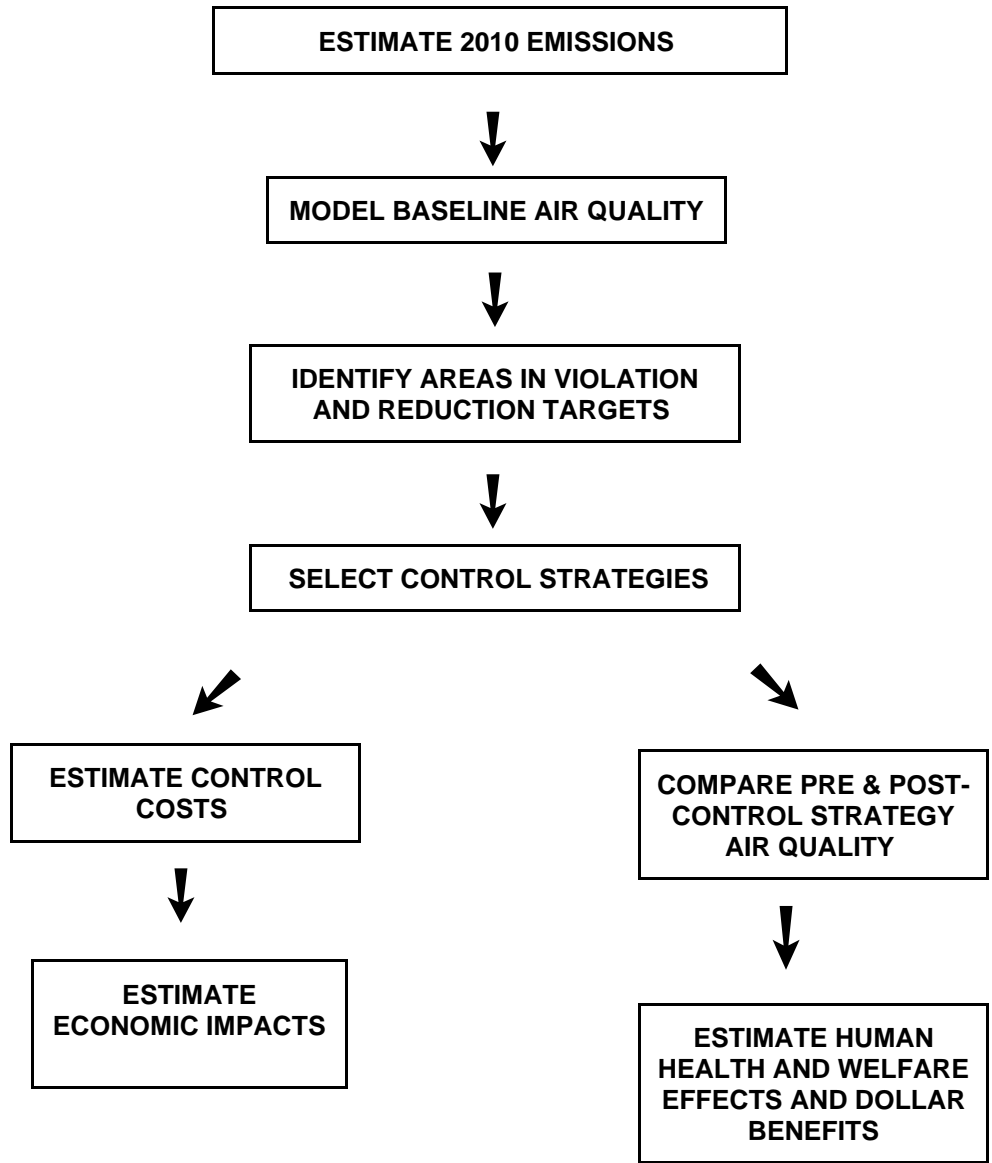 ESTIMATE 2010 EMISSIONS
MODEL BASELINE AIR QUALITY
IDENTIFY AREAS IN VIOLATION
AND REDUCTION TARGETS
SELECT CONTROL STRATEGIES
ESTIMATE CONTROL
COSTS
ESTIMATE
ECONOMIC IMPACTS
COMPARE PRE & POST-
CONTROL STRATEGY
AIR QUALITY
ESTIMATE HUMAN
HEALTH AND WELFARE
EFFECTS AND DOLLAR
BENEFITS